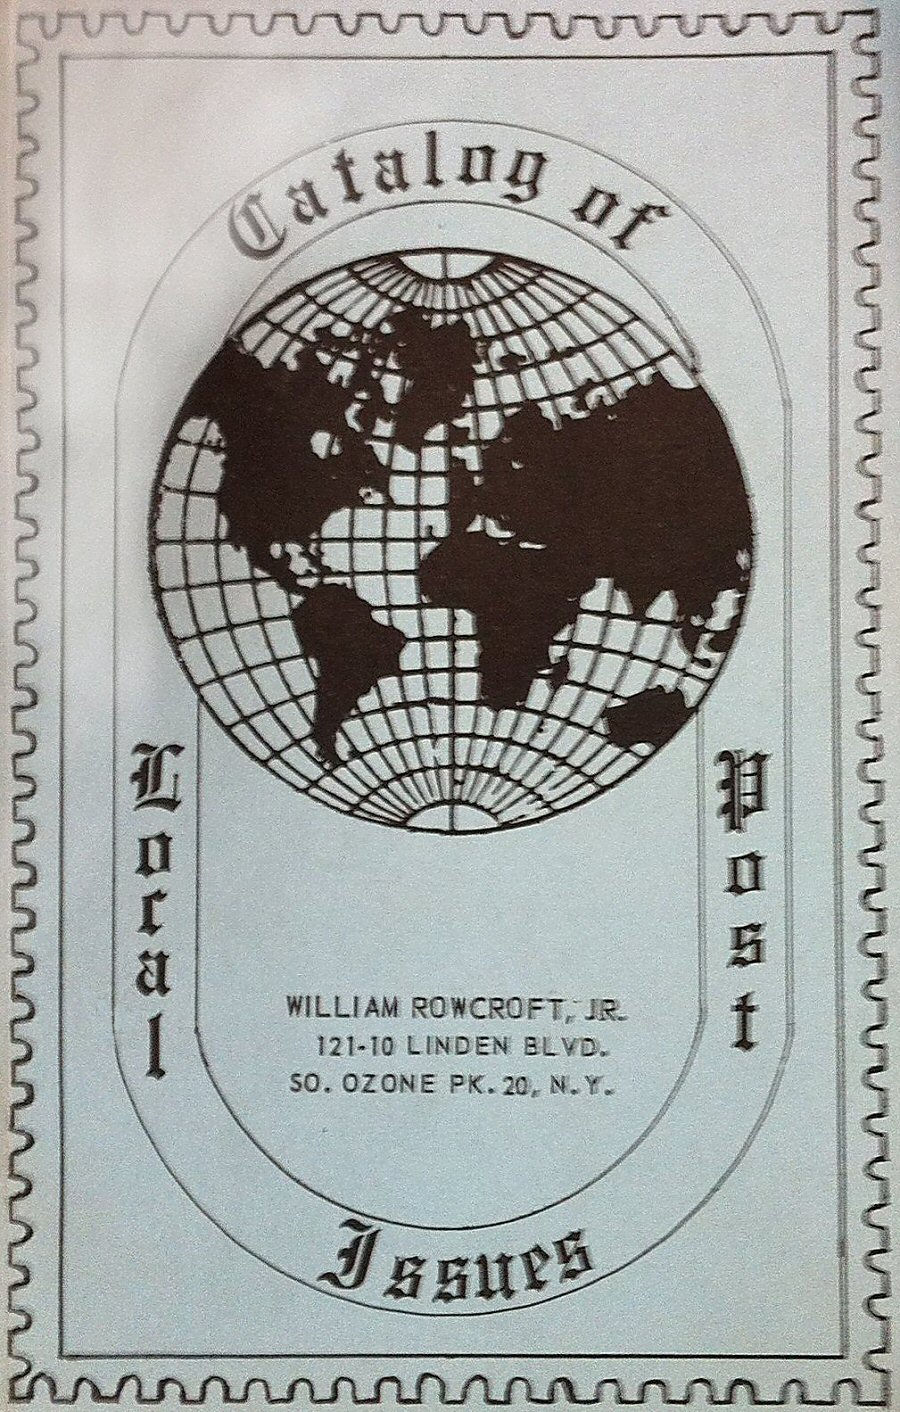 Catalog of
Local
Post
Issues
WILLIAM ROWCROFT, JR.
121-10 LINDEN BLVD.
SO. OZONE PK. 20, N.Y.